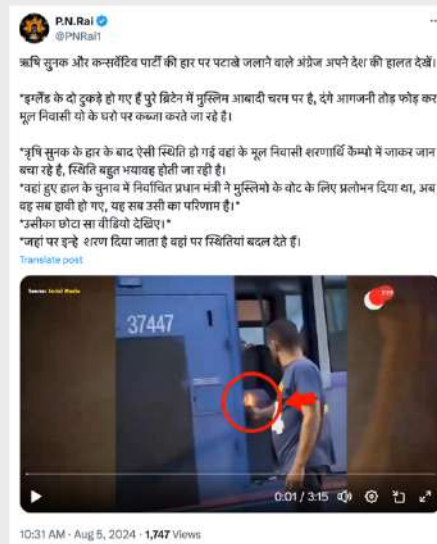 P.N.Rai
@PNRai1
ऋषि सुनक और कन्सर्वेटिव पार्टी की हार पर पटाखे जलाने वाले अंग्रेज अपने देश की हालत देखें।
*इग्लैंड के दो टुकड़े हो गए हैं पुरे ब्रिटेन में मुस्लिम आबादी चरम पर है, दंगे आगजनी तोड़ फोड़ कर
मूल निवासी यो के घरो पर कब्जा करते जा रहे है।
*ऋषि सुनक के हार के बाद ऐसी स्थिति हो गई वहां के मूल निवासी शरणार्थि कैम्पो में जाकर जान
बचा रहे है, स्थिति बहुत भयावह होती जा रही है।
*वहां हुए हाल के चुनाव में निर्वाचित प्रधान मंत्री ने मुस्लिमो के वोट के लिए प्रलोभन दिया था, अब
वह सब हावी हो गए, यह सब उसी का परिणाम है।*
*उसीका छोटा सा वीडियो देखिए।*
*जहां पर इन्हे शरण दिया जाता है वहां पर स्थितियां बदल देते हैं।
Translate post
Source: Social Media
37447
0:01 / 3:15
10:31 AM · Aug 5, 2024 · 1,747 Views